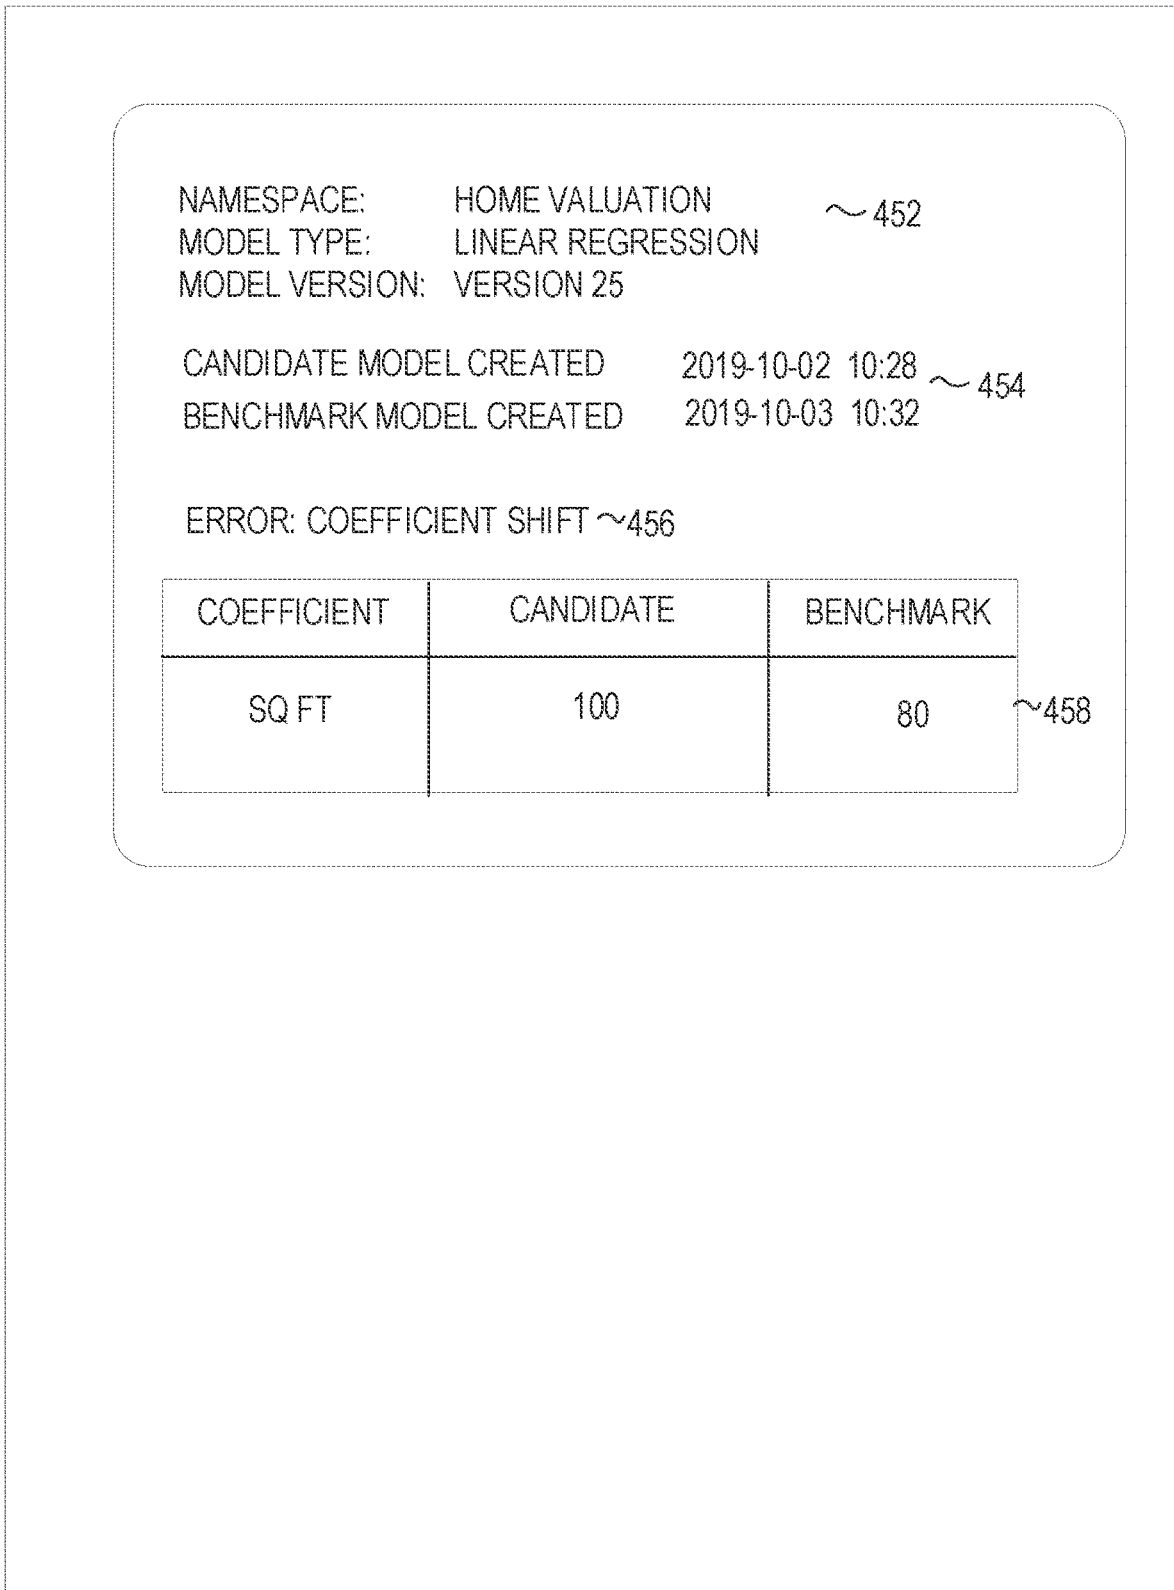 NAMESPACE: HOME VALUATION 452
MODEL TYPE: LINEAR REGRESSION
MODEL VERSION: VERSION 25
CANDIDATE MODEL CREATED 2019-10-02 10:28
454
BENCHMARK MODEL CREATED 2019-10-03 10:32
ERROR: COEFFICIENT SHIFT 456
COEFFICIENT CANDIDATE BENCHMARK
SQ FT 100 80 458